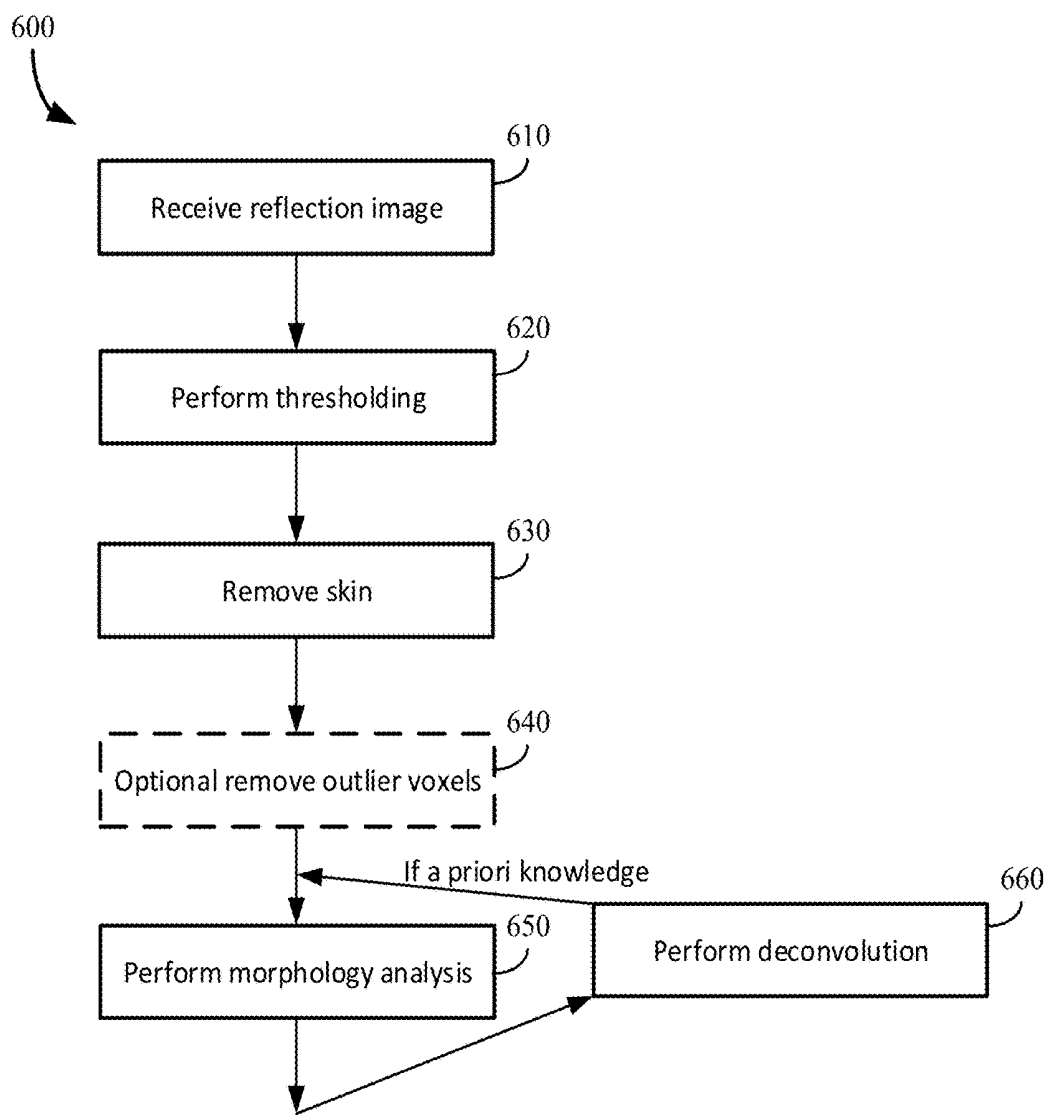 600
610
Receive reflection image
620
Perform thresholding
630
Remove skin
640
Optional remove outlier voxels
If a priori knowledge
660
Perform deconvolution
650
Perform morphology analysis